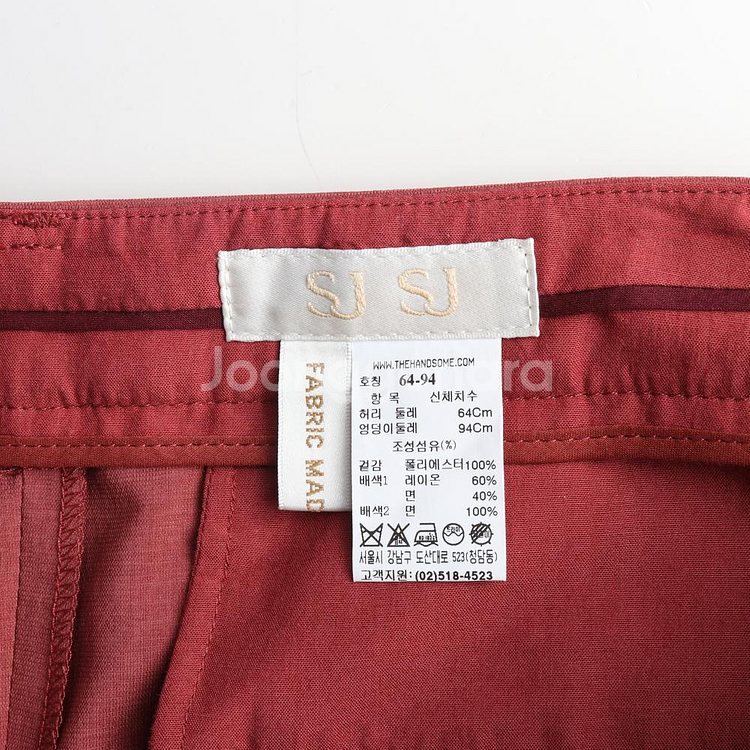 SJ SJ
FABRIC MAD
WWW.THEHANDSOME.COM
호칭 64-94
항 목 신체치수
허리 둘레 64Cm
엉덩이둘레 94Cm
조성섬유(%)
겉감 폴리에스터100%
배색1 레이온 60%
면 40%
배색2 면 100%
서울시 강남구 도산대로 523(청담동)
고객지원: (02)518-4523